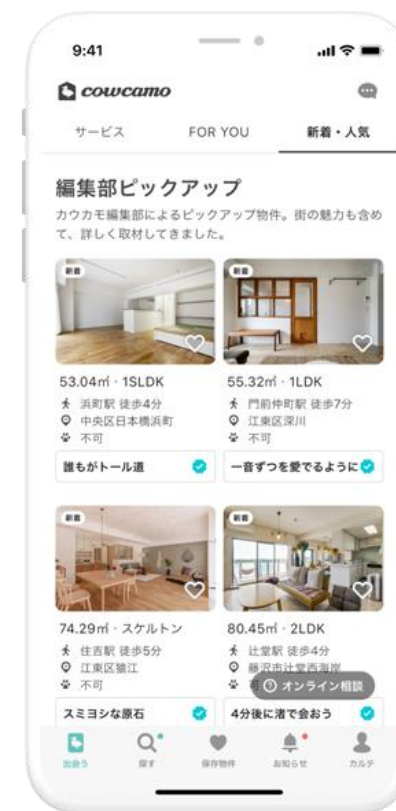 9:41
cowcamo
サービス
FOR YOU
新着・人気
編集部ピックアップ
カウカモ編集部によるピックアップ物件。街の魅力も含め
て、詳しく取材してきました。
新着
新着
53.04㎡・1SLDK
55.32㎡・1LDK
浜町駅 徒歩4分
門前仲町駅 徒歩7分
中央区日本橋浜町
江東区深川
不可
不可
誰もがトール道
一音ずつを愛でるように
新着
新着
74.29㎡・スケルトン
80.45㎡・2LDK
住吉駅 徒歩5分
辻堂駅 徒歩4分
江東区猿江
藤沢市辻堂西海岸
不可
オンライン相談
スミヨシな原石
4分後に渚で会おう
出会う
探す
保存物件
お知らせ
カルテ